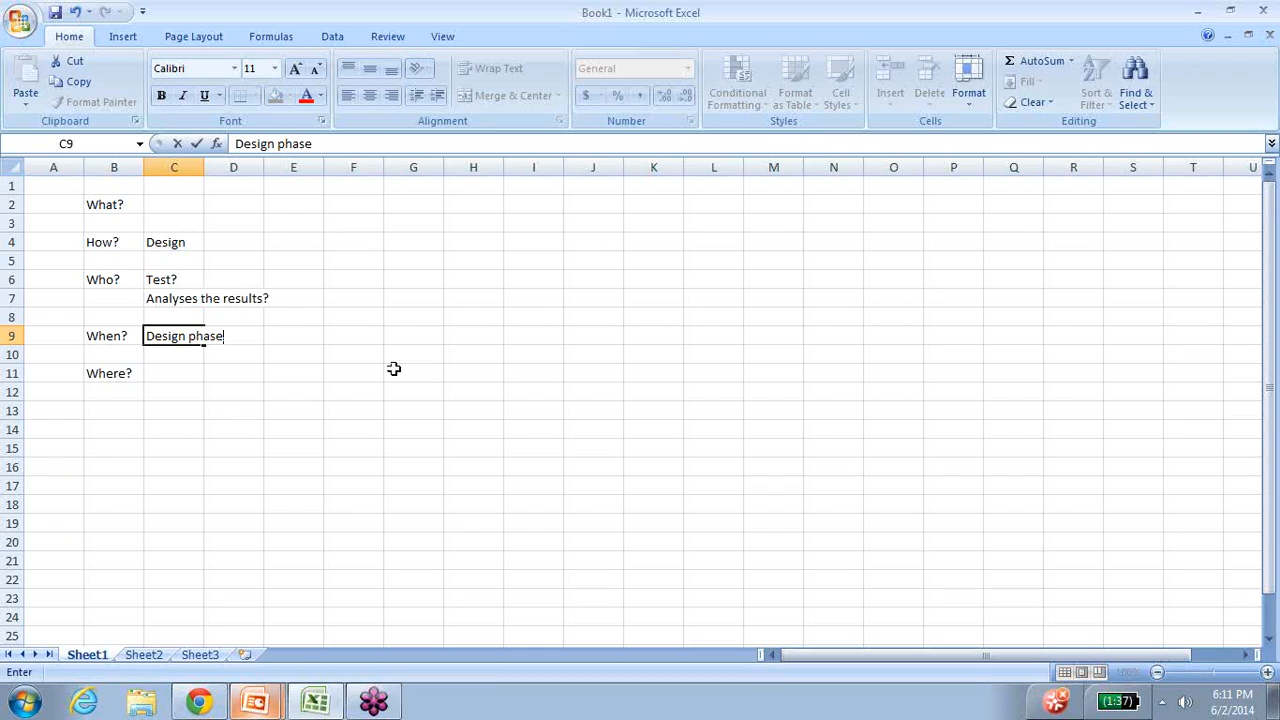 Book1 - Microsoft Excel
Home Insert Page Layout Formulas Data Review View
Paste
Cut
Copy
Format Painter
Clipboard
Calibri 11
B I U
Font
Wrap Text
Merge & Center
Alignment
General
$ % ,
Number
Conditional Formatting
Format as Table
Cell Styles
Styles
Insert
Delete
Format
Cells
Σ AutoSum
Fill
Clear
Sort & Filter
Find & Select
Editing
C9 fx Design phase
A B C D E F G H I J K L M N O P Q R S T U
1
2 What?
3
4 How? Design
5
6 Who? Test?
7 Analyses the results?
8
9 When? Design phase
10
11 Where?
12
13
14
15
16
17
18
19
20
21
22
23
24
25
Sheet1 Sheet2 Sheet3
Enter 100%
(1:37) 6:11 PM
6/2/2014